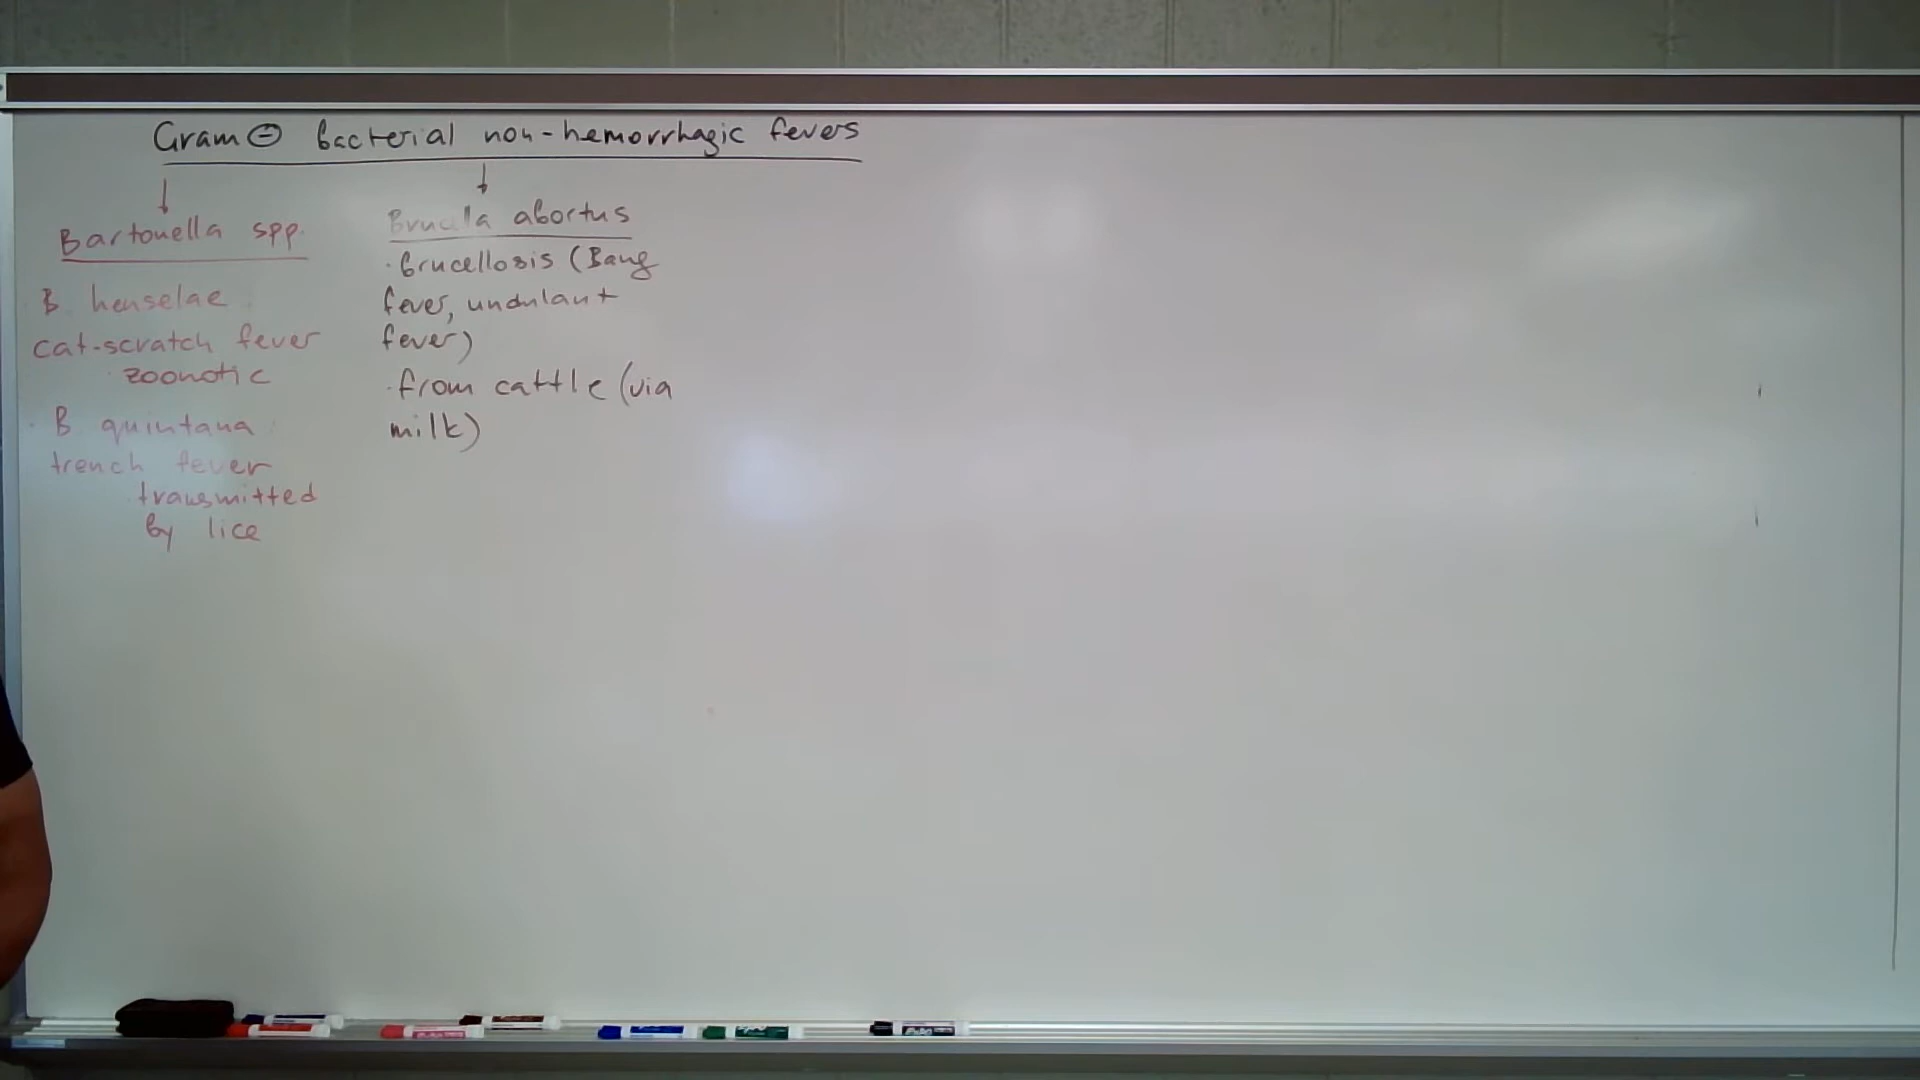 Gram ⊖ bacterial non-hemorrhagic fevers
Bartonella spp.
· B henselae
cat-scratch fever
· zoonotic
· B quintana
trench fever
· transmitted
by lice
Brucella abortus
· brucellosis (Bang
fever, undulant
fever)
· from cattle (via
milk)